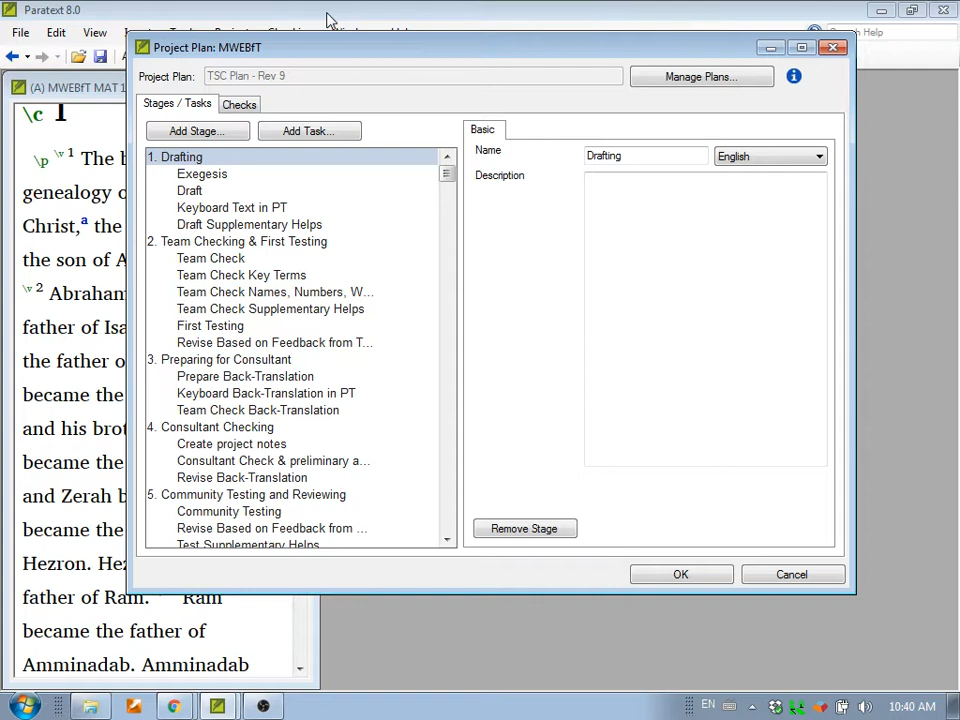 Paratext 8.0
File Edit View
Help
(A) MWEBfT MAT 1
\c 1
\p \v 1 The b
genealogy o
Christ,a the
the son of A
\v 2 Abraham
father of Isa
the father o
became the
and his brot
became the
and Zerah b
became the
Hezron. He
father of Ram. Ram
became the father of
Amminadab. Amminadab
Project Plan: MWEBfT
Project Plan: TSC Plan - Rev 9 Manage Plans...
Stages / Tasks Checks
Add Stage... Add Task...
1. Drafting
Exegesis
Draft
Keyboard Text in PT
Draft Supplementary Helps
2. Team Checking & First Testing
Team Check
Team Check Key Terms
Team Check Names, Numbers, W...
Team Check Supplementary Helps
First Testing
Revise Based on Feedback from T...
3. Preparing for Consultant
Prepare Back-Translation
Keyboard Back-Translation in PT
Team Check Back-Translation
4. Consultant Checking
Create project notes
Consultant Check & preliminary a...
Revise Back-Translation
5. Community Testing and Reviewing
Community Testing
Revise Based on Feedback from ...
Test Supplementary Helps
Basic
Name Drafting English
Description
Remove Stage
OK Cancel
EN 10:40 AM